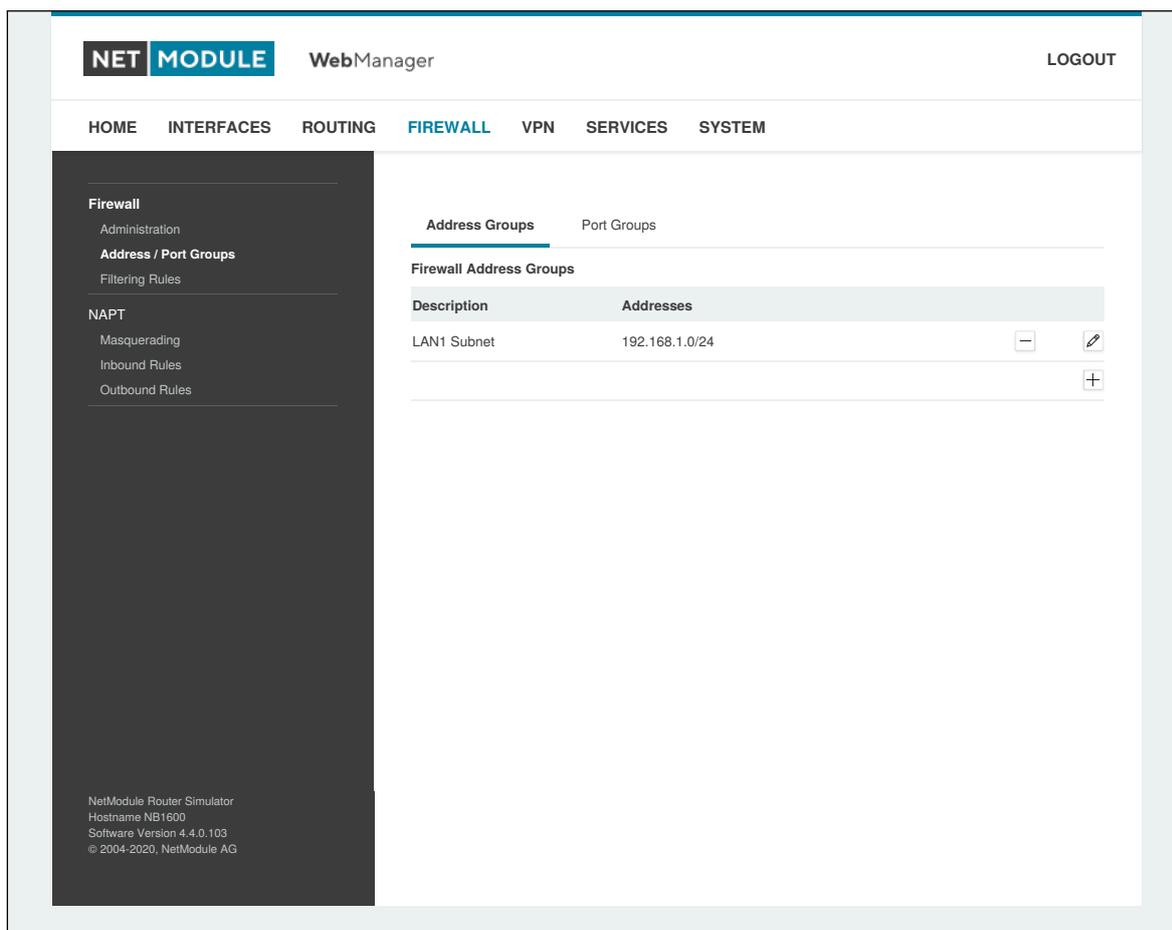 NET MODULE WebManager LOGOUT
HOME INTERFACES ROUTING FIREWALL VPN SERVICES SYSTEM
Firewall
Administration
Address / Port Groups
Filtering Rules
NAPT
Masquerading
Inbound Rules
Outbound Rules
Address Groups Port Groups
Firewall Address Groups
Description Addresses
LAN1 Subnet 192.168.1.0/24
NetModule Router Simulator
Hostname NB1600
Software Version 4.4.0.103
© 2004-2020, NetModule AG